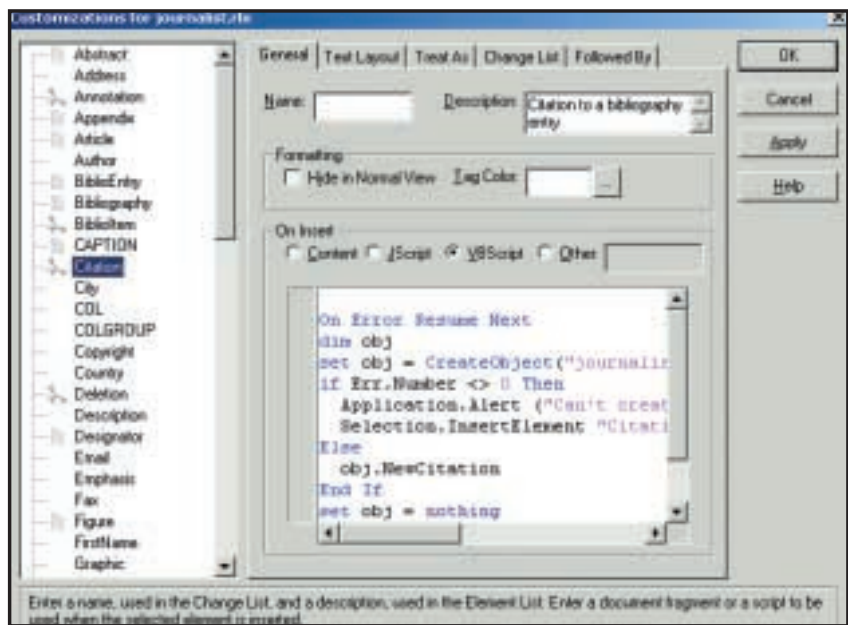 Customizations for journalist.rlx
Abstract
Address
Annotation
Appendix
Article
Author
BiblioEntry
Bibliography
BiblioItem
CAPTION
Citation
City
COL
COLGROUP
Copyright
Country
Deletion
Description
Designator
Email
Emphasis
Fax
Figure
FirstName
Graphic
General Text Layout Treat As Change List Followed By
Name: Description: Citation to a bibliography
entry
Formatting
Hide in Normal View Tag Color: ...
On Insert
Content JScript VBScript Other
On Error Resume Next
dim obj
set obj = CreateObject("journalin
if Err.Number <> 0 Then
Application.Alert ("Can't creat
Selection.InsertElement "Citati
Else
obj.NewCitation
End If
set obj = nothing
OK
Cancel
Apply
Help
Enter a name, used in the Change List, and a description, used in the Element List. Enter a document fragment or a script to be
used when the selected element is inserted.